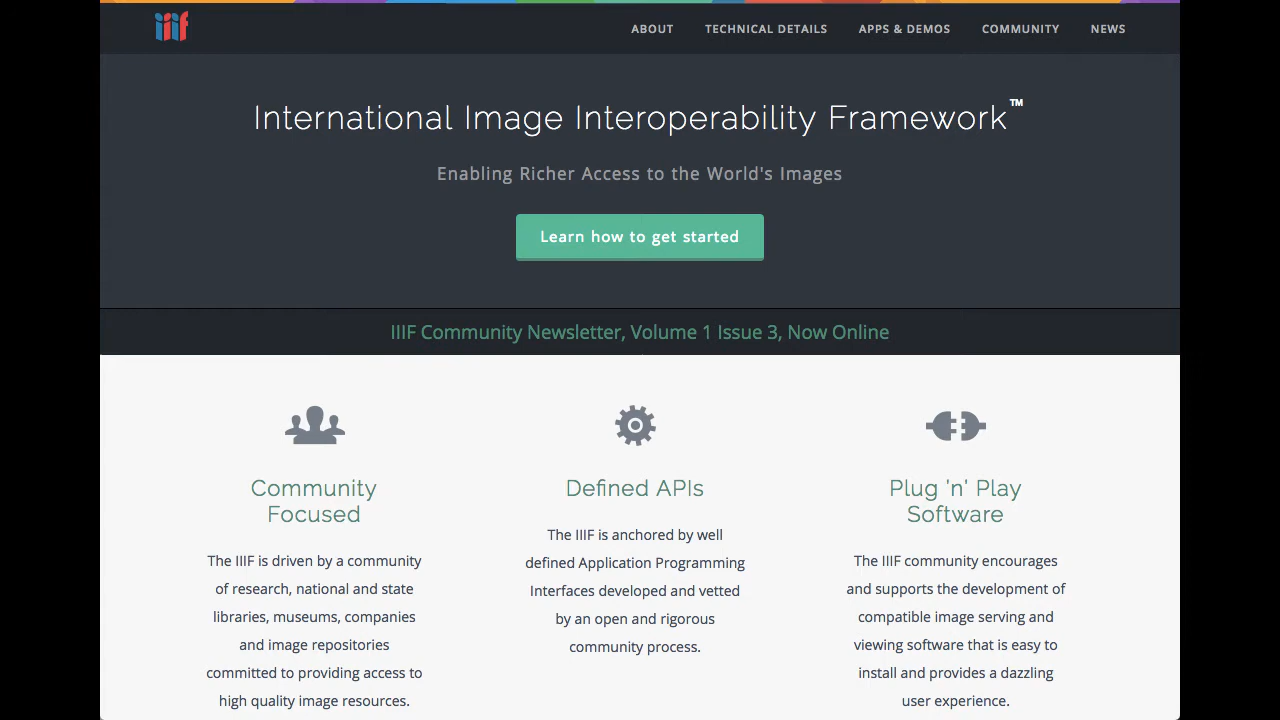 iiif
ABOUT TECHNICAL DETAILS APPS & DEMOS COMMUNITY NEWS
International Image Interoperability Framework™
Enabling Richer Access to the World's Images
Learn how to get started
IIIF Community Newsletter, Volume 1 Issue 3, Now Online
Community
Focused
The IIIF is driven by a community
of research, national and state
libraries, museums, companies
and image repositories
committed to providing access to
high quality image resources.
Defined APIs
The IIIF is anchored by well
defined Application Programming
Interfaces developed and vetted
by an open and rigorous
community process.
Plug 'n' Play
Software
The IIIF community encourages
and supports the development of
compatible image serving and
viewing software that is easy to
install and provides a dazzling
user experience.